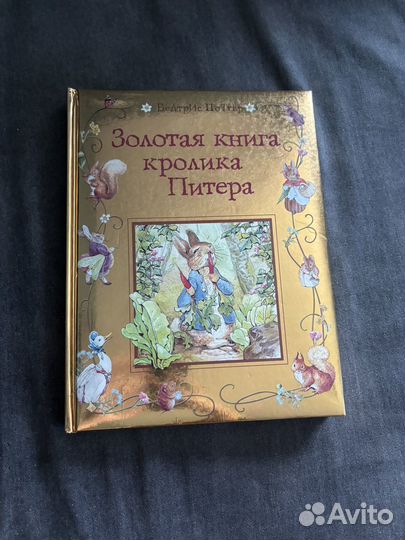 Беатрис Поттер
Золотая книга
кролика
Питера
Avito